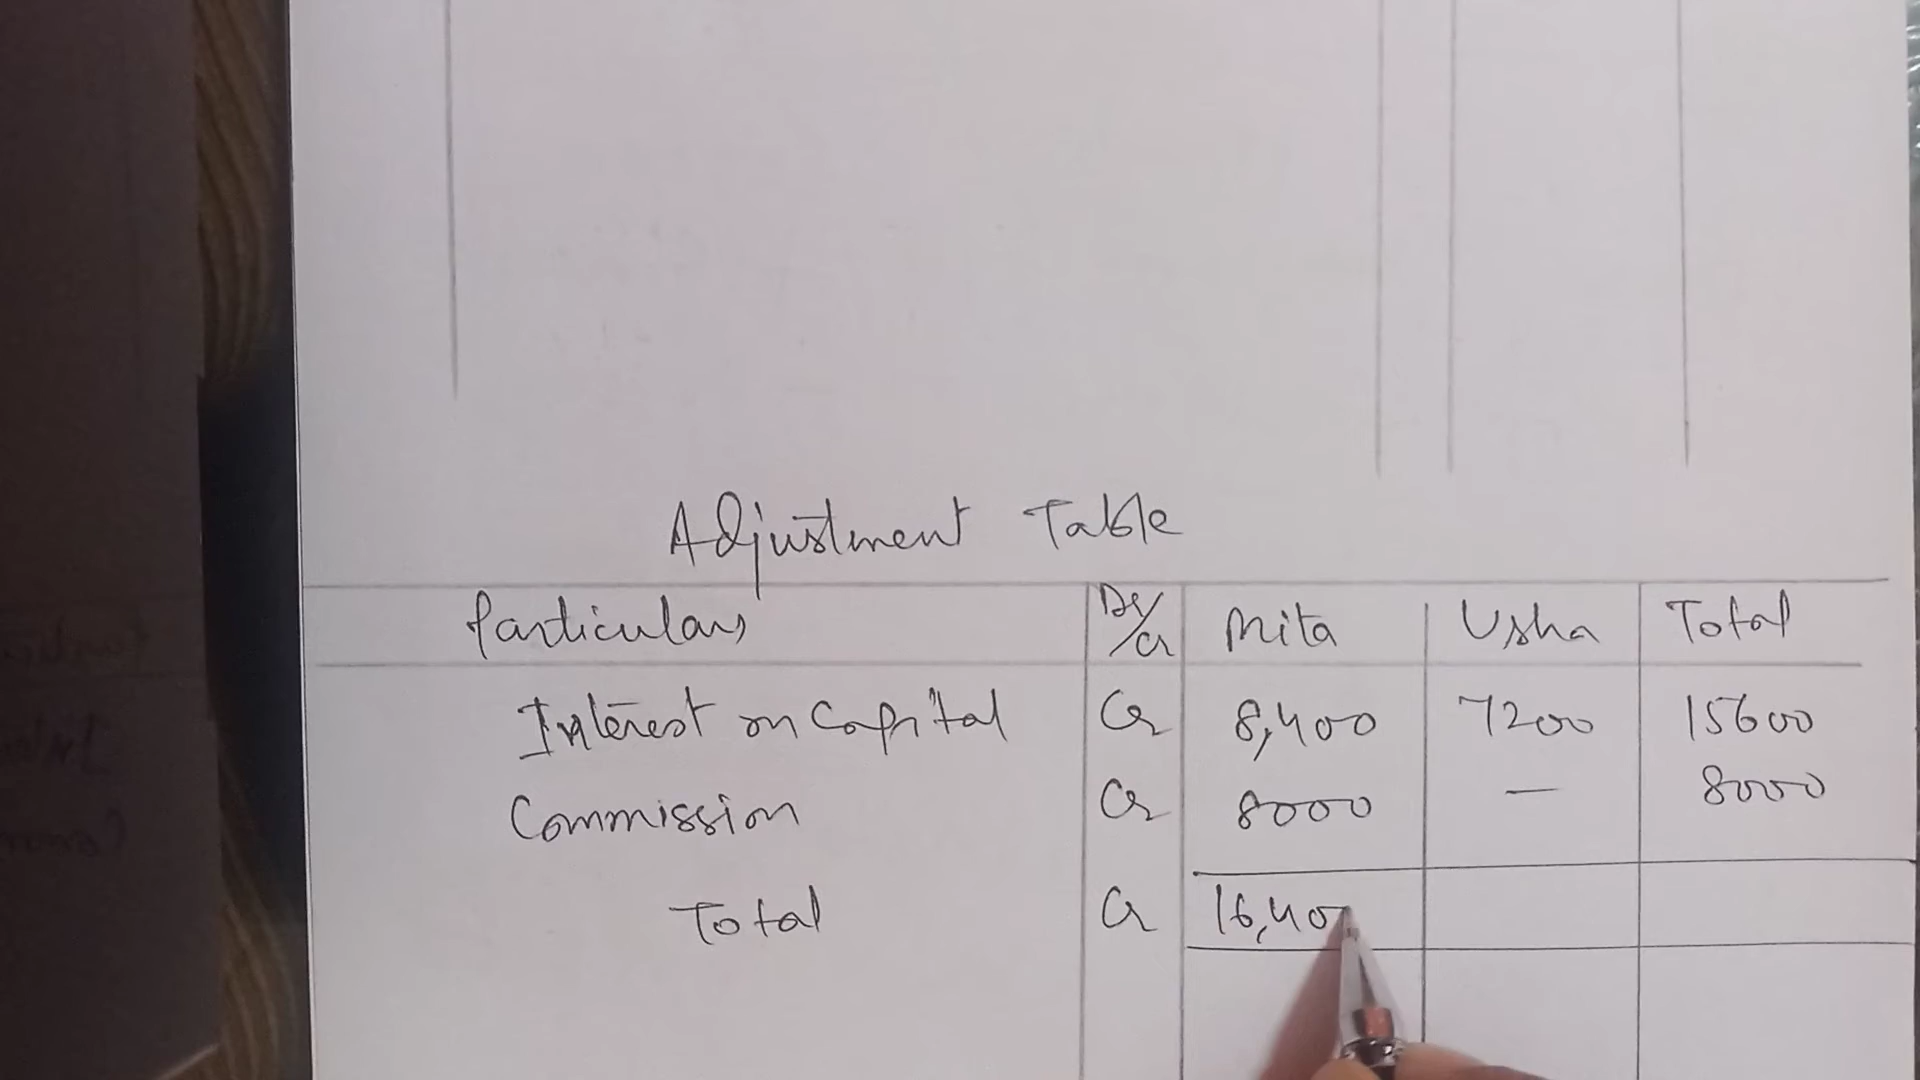 Adjustment Table
Particulars Dr/Cr Mita Usha Total
Interest on Capital Cr 8,400 7200 15600
Commission Cr 8000 — 8000
Total Cr 16,400